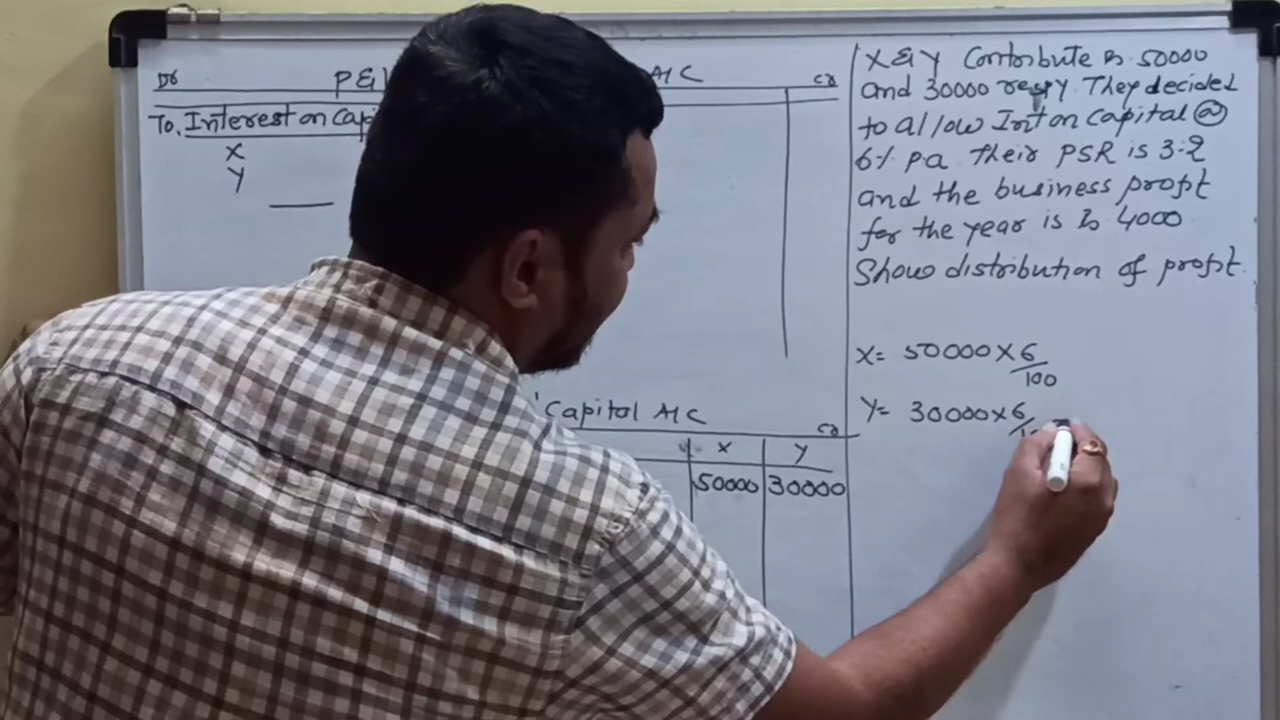 Dr P&L A/C Cr
To, Interest on Cap
X
Y
Capital A/C
Cr
X Y
50000 30000
X & Y Contribute Rs 50000
and 30000 respy. They decided
to allow Int on Capital @
6% p.a Their PSR is 3:2
and the business profit
for the year is Rs 4000
Show distribution of profit.
X= 50000 X 6/100
Y= 30000 X 6/